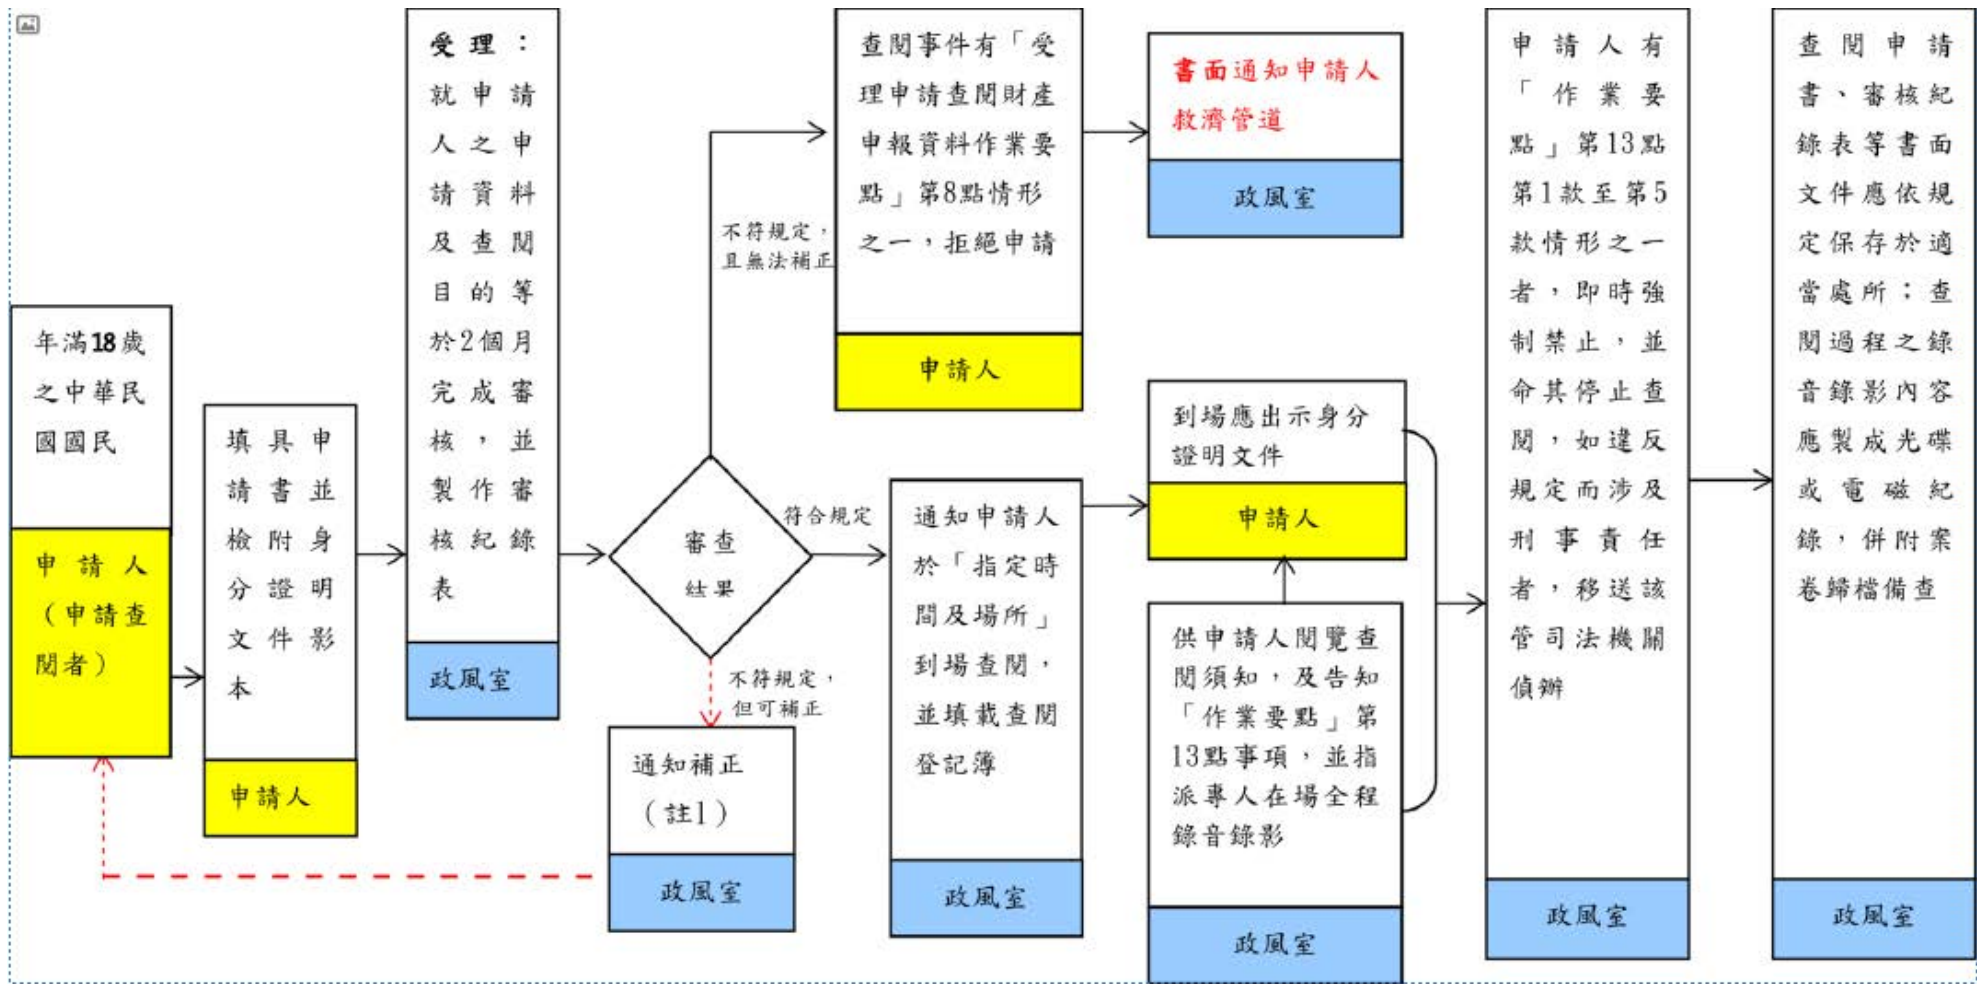 年滿18歲
之中華民
國國民
申請人
（申請查
閱者）
填具申
請書並
檢附身
分證明
文件影
本
申請人
受理：
就申請
人之申
請資料
及查閱
目的等
於2個月
完成審
核，並
製作審
核紀錄
表
政風室
審查
結果
不符規定，
且無法補正
查閱事件有「受
理申請查閱財產
申報資料作業要
點」第8點情形
之一，拒絕申請
申請人
書面通知申請人
救濟管道
政風室
不符規定，
但可補正
通知補正
（註1）
政風室
符合規定
通知申請人
於「指定時
間及場所」
到場查閱，
並填載查閱
登記簿
政風室
到場應出示身分
證明文件
申請人
供申請人閱覽查
閱須知，及告知
「作業要點」第
13點事項，並指
派專人在場全程
錄音錄影
政風室
申請人有
「作業要
點」第13點
第1款至第5
款情形之一
者，即時強
制禁止，並
命其停止查
閱，如違反
規定而涉及
刑事責任
者，移送該
管司法機關
偵辦
政風室
查閱申請
書、審核紀
錄表等書面
文件應依規
定保存於適
當處所；查
閱過程之錄
音錄影內容
應製成光碟
或電磁紀
錄，併附案
卷歸檔備查
政風室